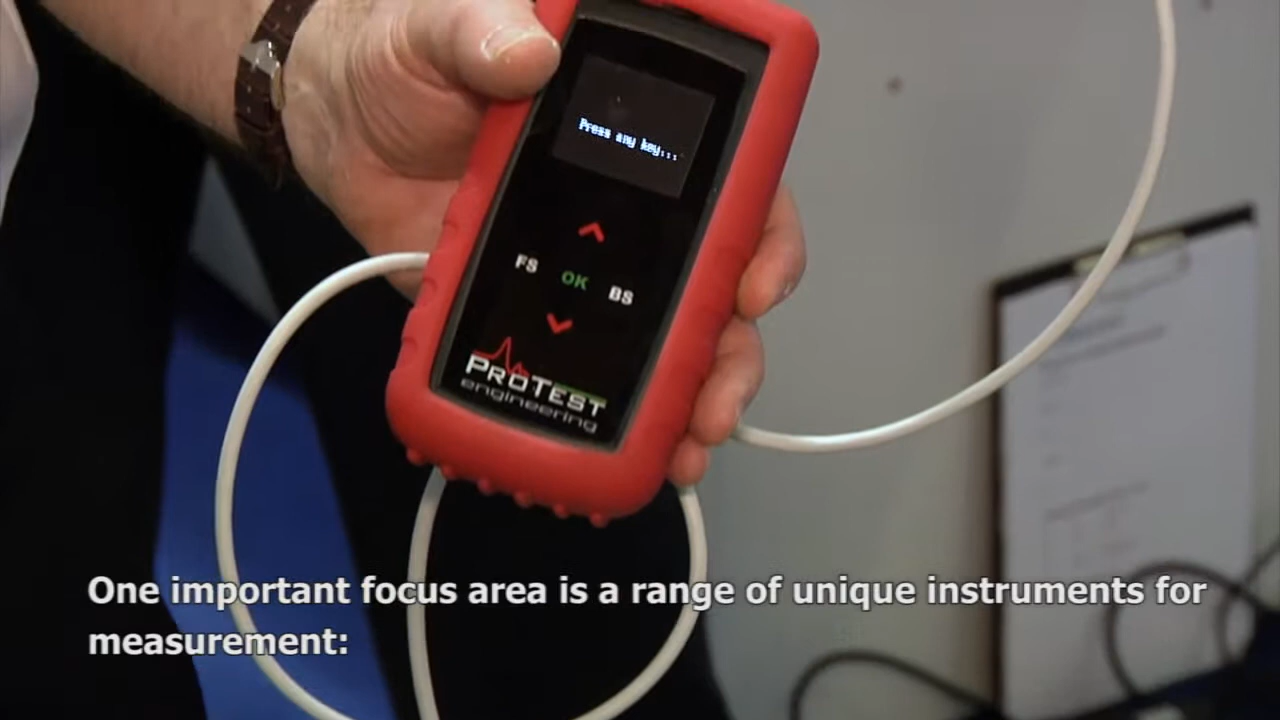 Press any key...
FS
OK
BS
PROTEST
engineering
One important focus area is a range of unique instruments for
measurement: